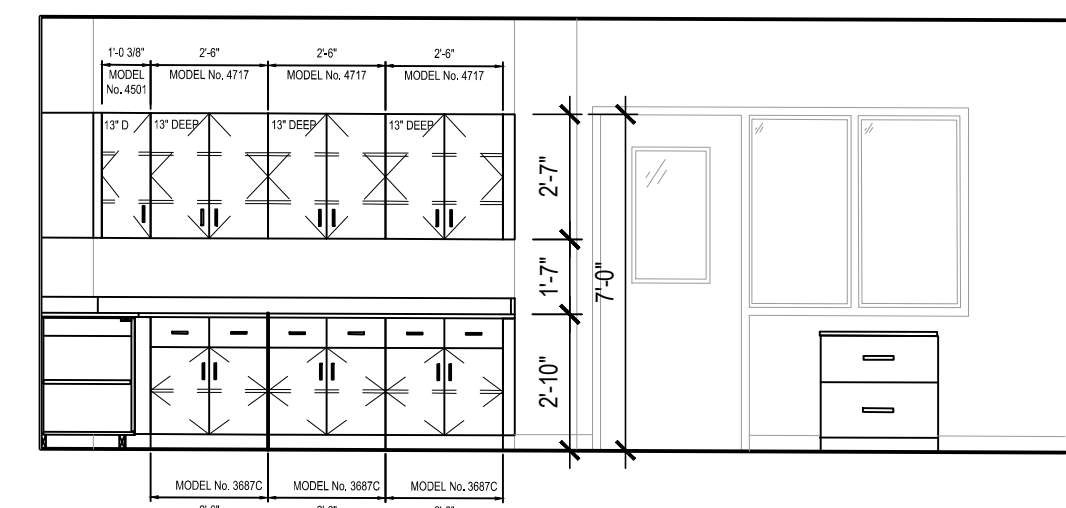 1'-0 3/8" 2'-6" 2'-6" 2'-6"
MODEL No. 4501 MODEL No. 4717 MODEL No. 4717 MODEL No. 4717
13" D 13" DEEP 13" DEEP 13" DEEP
2'-7"
1'-7"
7'-0"
2'-10"
MODEL No. 3687C MODEL No. 3687C MODEL No. 3687C